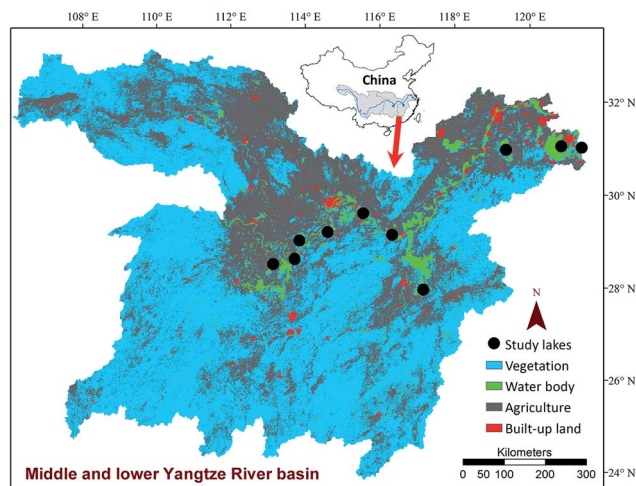 108° E 110° E 112° E 114° E 116° E 118° E 120° E
China
32° N
30° N
28° N
26° N
24° N
N
Study lakes
Vegetation
Water body
Agriculture
Built-up land
Kilometers
0 50 100 200 300
Middle and lower Yangtze River basin